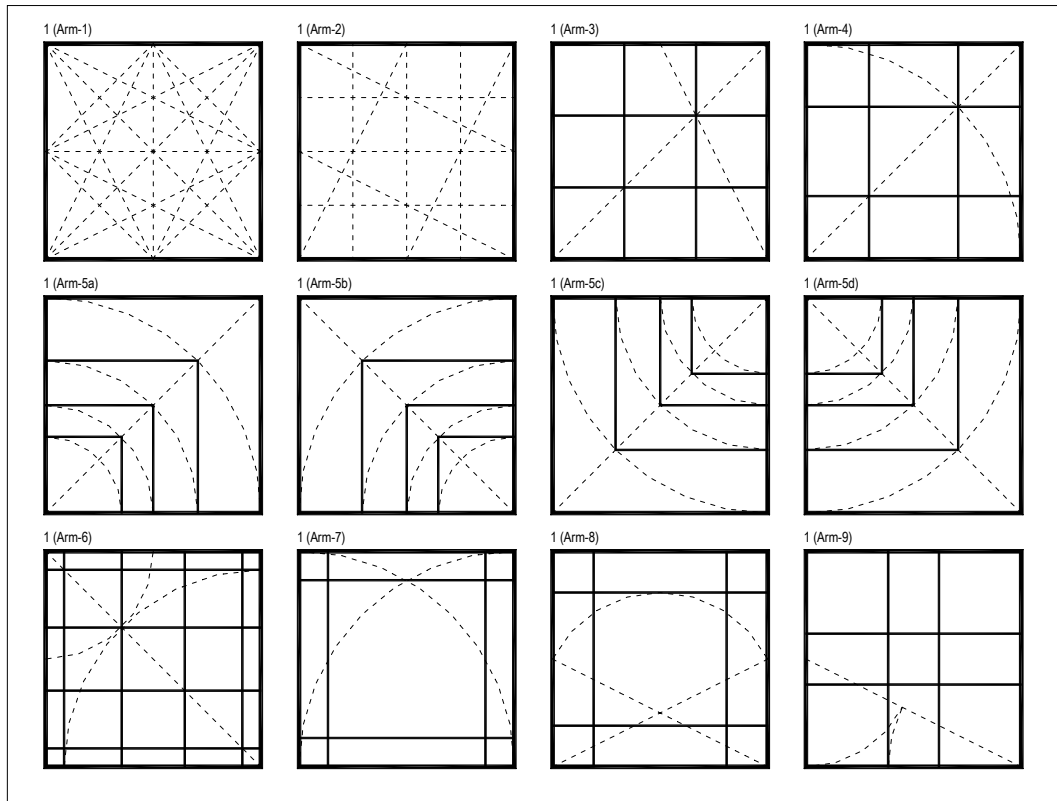 1 (Arm-1)
1 (Arm-2)
1 (Arm-3)
1 (Arm-4)
1 (Arm-5a)
1 (Arm-5b)
1 (Arm-5c)
1 (Arm-5d)
1 (Arm-6)
1 (Arm-7)
1 (Arm-8)
1 (Arm-9)